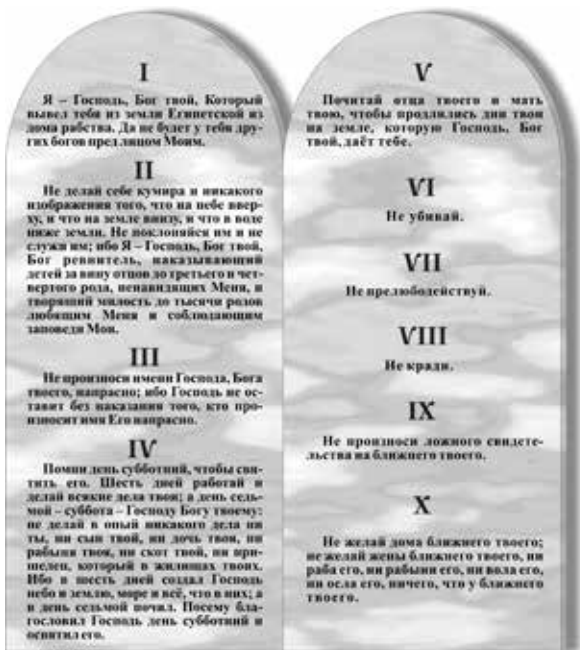 I
Я – Господь, Бог твой, Который
вывел тебя из земли Египетской из
дома рабства. Да не будет у тебя дру-
гих богов пред лицом Моим.
II
Не делай себе кумира и никакого
изображения того, что на небе ввер-
ху, и что на земле внизу, и что в воде
ниже земли. Не поклоняйся им и не
служи им; ибо Я – Господь, Бог твой,
Бог ревнитель, наказывающий
детей за вину отцов до третьего и чет-
вертого рода, ненавидящих Меня, и
творящий милость до тысячи родов
любящим Меня и соблюдающим
заповеди Мои.
III
Не произноси имени Господа, Бога
твоего, напрасно; ибо Господь не ос-
тавит без наказания того, кто про-
износит имя Его напрасно.
IV
Помни день субботний, чтобы свя-
тить его. Шесть дней работай и
делай всякие дела твои; а день седь-
мой – суббота – Господу Богу твоему:
не делай в оный никакого дела ни
ты, ни сын твой, ни дочь твоя, ни
рабыня твоя, ни скот твой, ни при-
шелец, который в жилищах твоих.
Ибо в шесть дней создал Господь
небо и землю, море и всё, что в них; а
в день седьмой почил. Посему бла-
гословил Господь день субботний и
освятил его.
V
Почитай отца твоего и мать
твою, чтобы продлились дни твои
на земле, которую Господь, Бог
твой, даёт тебе.
VI
Не убивай.
VII
Не прелюбодействуй.
VIII
Не кради.
IX
Не произноси ложного свидете-
льства на ближнего твоего.
X
Не желай дома ближнего твоего;
не желай жены ближнего твоего, ни
раба его, ни рабыни его, ни вола его,
ни осла его, ничего, что у ближнего
твоего.